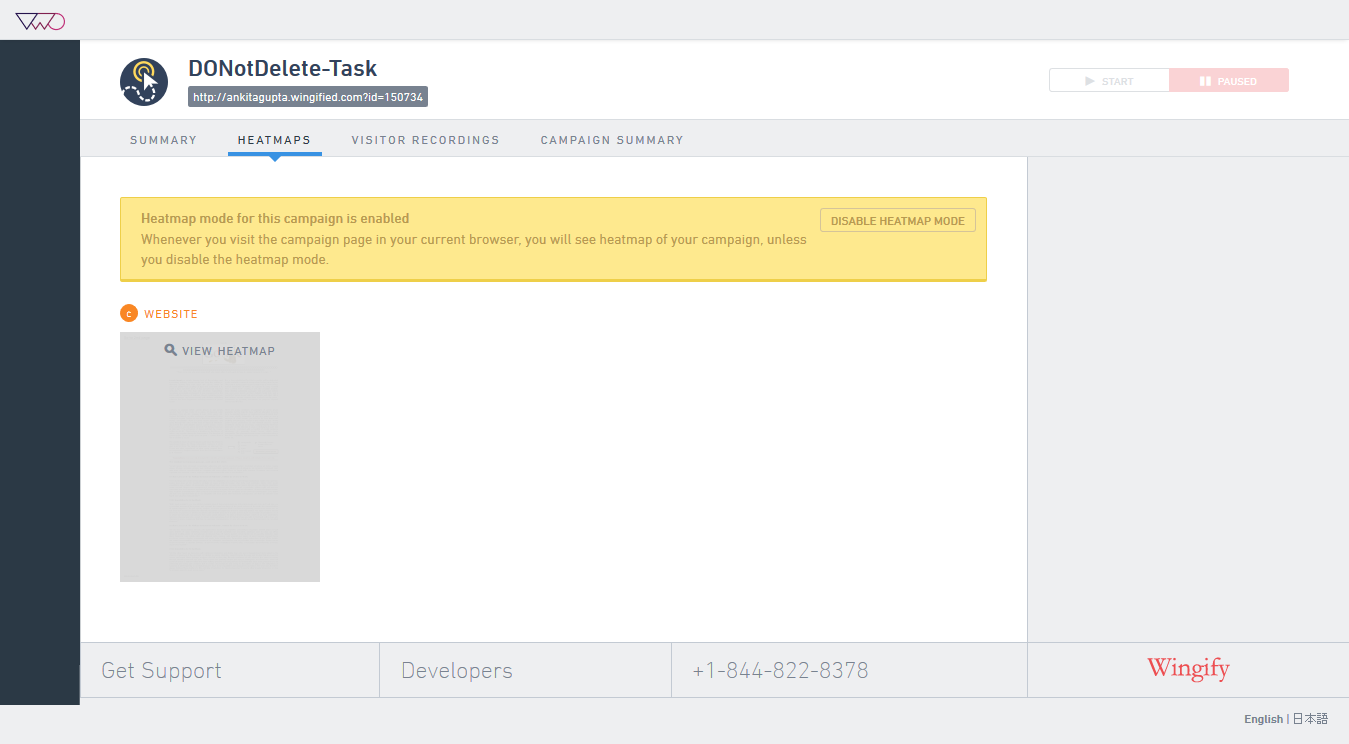 VWO
DONotDelete-Task
http://ankitagupta.wingified.com?id=150734
START
PAUSED
SUMMARY
HEATMAPS
VISITOR RECORDINGS
CAMPAIGN SUMMARY
Heatmap mode for this campaign is enabled
DISABLE HEATMAP MODE
Whenever you visit the campaign page in your current browser, you will see heatmap of your campaign, unless
you disable the heatmap mode.
C WEBSITE
VIEW HEATMAP
Get Support
Developers
+1-844-822-8378
Wingify
English | 日本語